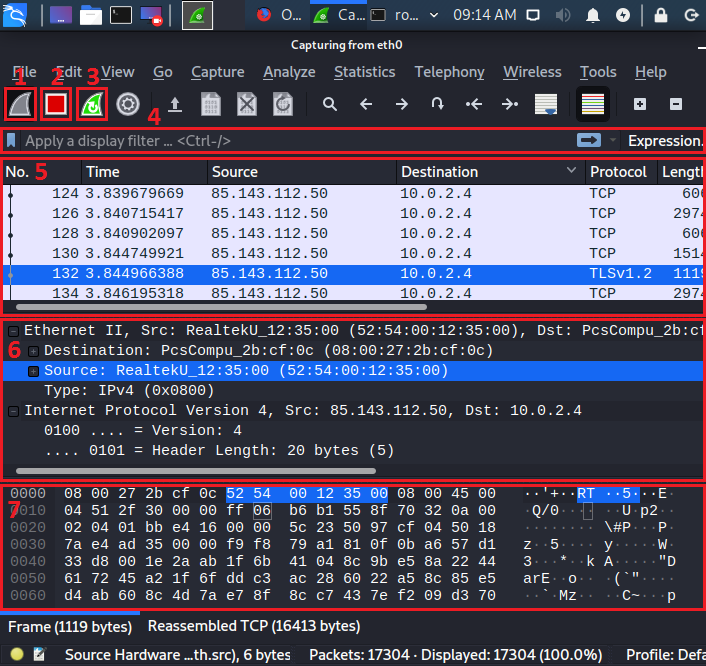 O...
Ca...
ro...
09:14 AM
Capturing from eth0
File Edit View Go Capture Analyze Statistics Telephony Wireless Tools Help
1 2 3
4
Apply a display filter ... <Ctrl-/>
Expression.
No. 5 Time Source Destination Protocol Length
124 3.839679669 85.143.112.50 10.0.2.4 TCP 606
126 3.840715417 85.143.112.50 10.0.2.4 TCP 2974
128 3.840902097 85.143.112.50 10.0.2.4 TCP 606
130 3.844749921 85.143.112.50 10.0.2.4 TCP 1514
132 3.844966388 85.143.112.50 10.0.2.4 TLSv1.2 1119
134 3.846195318 85.143.112.50 10.0.2.4 TCP 2974
Ethernet II, Src: RealtekU_12:35:00 (52:54:00:12:35:00), Dst: PcsCompu_2b:cf
6 Destination: PcsCompu_2b:cf:0c (08:00:27:2b:cf:0c)
Source: RealtekU_12:35:00 (52:54:00:12:35:00)
Type: IPv4 (0x0800)
Internet Protocol Version 4, Src: 85.143.112.50, Dst: 10.0.2.4
0100 .... = Version: 4
.... 0101 = Header Length: 20 bytes (5)
0000 08 00 27 2b cf 0c 52 54 00 12 35 00 08 00 45 00 ··'+··RT ··5···E·
7
0010 04 51 2f 30 00 00 ff 06 b6 b1 55 8f 70 32 0a 00 ·Q/0···· ··U·p2··
0020 02 04 01 bb e4 16 00 00 5c 23 50 97 cf 04 50 18 ········ \#P···P·
0030 7a e4 ad 35 00 00 f9 f8 79 a1 81 0f 0b a6 57 d1 z··5···· y·····W·
0040 33 d8 00 1e 2a ab 1f 6b 41 04 8c 9b e5 8a 22 44 3···*··k A·····"D
0050 61 72 45 a2 1f 6f dd c3 ac 28 60 22 a5 8c 85 e5 arE··o·· ·(`"····
0060 d4 ab 60 8c 4d 7a e7 8f 8c c7 43 7e f2 09 d3 70 ··`·Mz·· ··C~···p
Frame (1119 bytes) Reassembled TCP (16413 bytes)
Source Hardware ...th.src), 6 bytes Packets: 17304 · Displayed: 17304 (100.0%) Profile: Defa